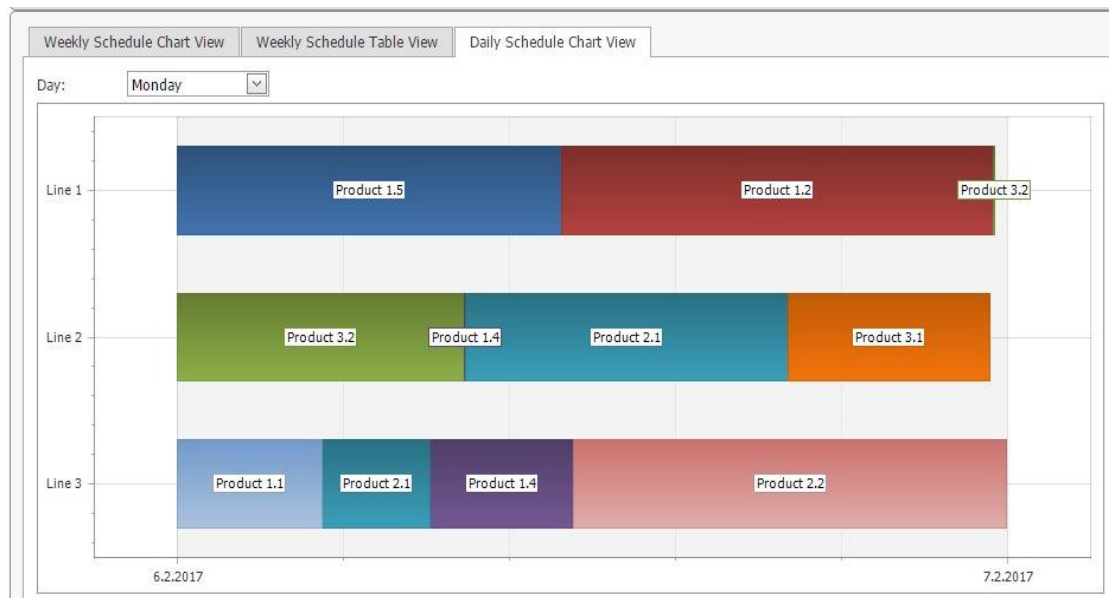 Weekly Schedule Chart View Weekly Schedule Table View Daily Schedule Chart View
Day: Monday
Line 1 Product 1.5 Product 1.2 Product 3.2
Line 2 Product 3.2 Product 1.4 Product 2.1 Product 3.1
Line 3 Product 1.1 Product 2.1 Product 1.4 Product 2.2
6.2.2017 7.2.2017